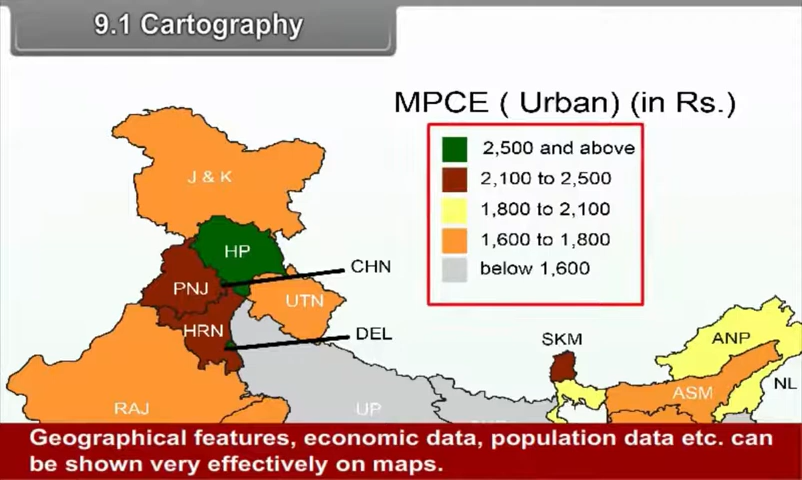 9.1 Cartography
MPCE ( Urban) (in Rs.)
2,500 and above
2,100 to 2,500
1,800 to 2,100
1,600 to 1,800
below 1,600
J & K
HP
CHN
PNJ
UTN
HRN
DEL
SKM
ANP
NL
ASM
RAJ
UP
Geographical features, economic data, population data etc. can
be shown very effectively on maps.